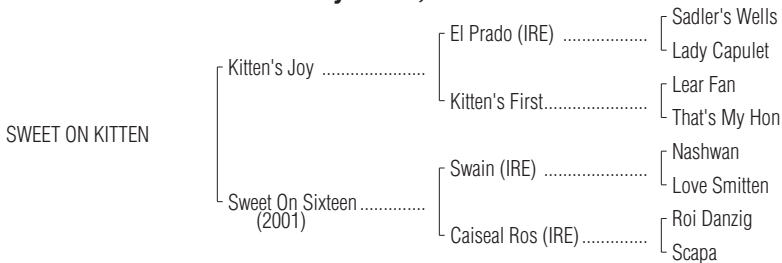 Sadler's Wells
El Prado (IRE) ..................
Lady Capulet
Kitten's Joy ......................
Lear Fan
Kitten's First......................
That's My Hon
SWEET ON KITTEN
Nashwan
Swain (IRE) ......................
Love Smitten
Sweet On Sixteen ..............
(2001)
Roi Danzig
Caiseal Ros (IRE)..............
Scapa